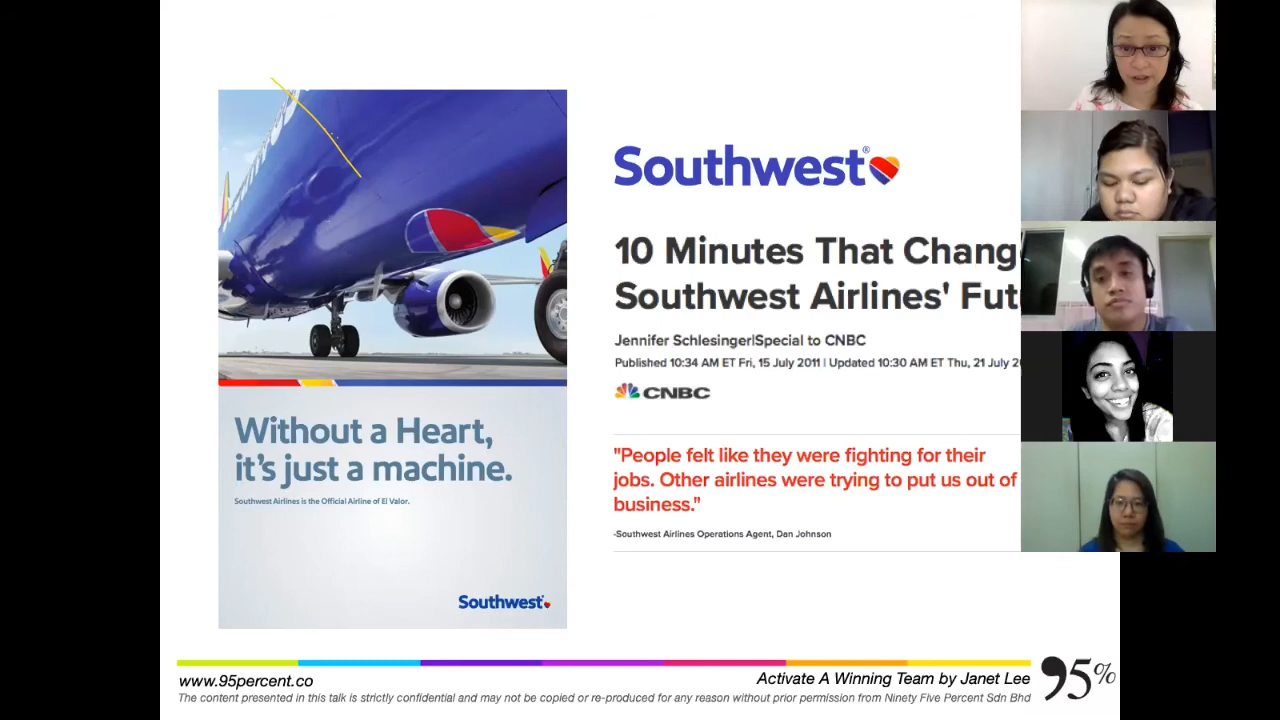 Southwest®
10 Minutes That Chang
Southwest Airlines' Fut
Jennifer Schlesinger|Special to CNBC
Published 10:34 AM ET Fri, 15 July 2011 | Updated 10:30 AM ET Thu, 21 July 2
CNBC
Without a Heart,
it's just a machine.
Southwest Airlines is the Official Airline of El Valor.
Southwest
"People felt like they were fighting for their
jobs. Other airlines were trying to put us out of
business."
-Southwest Airlines Operations Agent, Dan Johnson
www.95percent.co
Activate A Winning Team by Janet Lee
The content presented in this talk is strictly confidential and may not be copied or re-produced for any reason without prior permission from Ninety Five Percent Sdn Bhd
95%